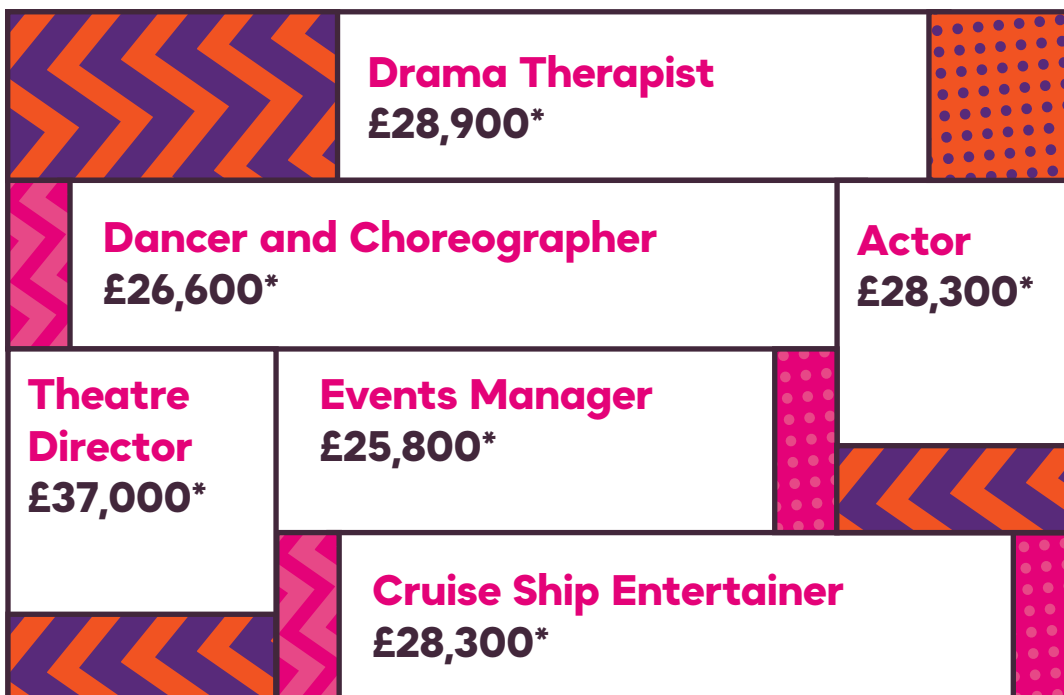 Drama Therapist
£28,900*
Dancer and Choreographer
£26,600*
Actor
£28,300*
Theatre
Director
£37,000*
Events Manager
£25,800*
Cruise Ship Entertainer
£28,300*